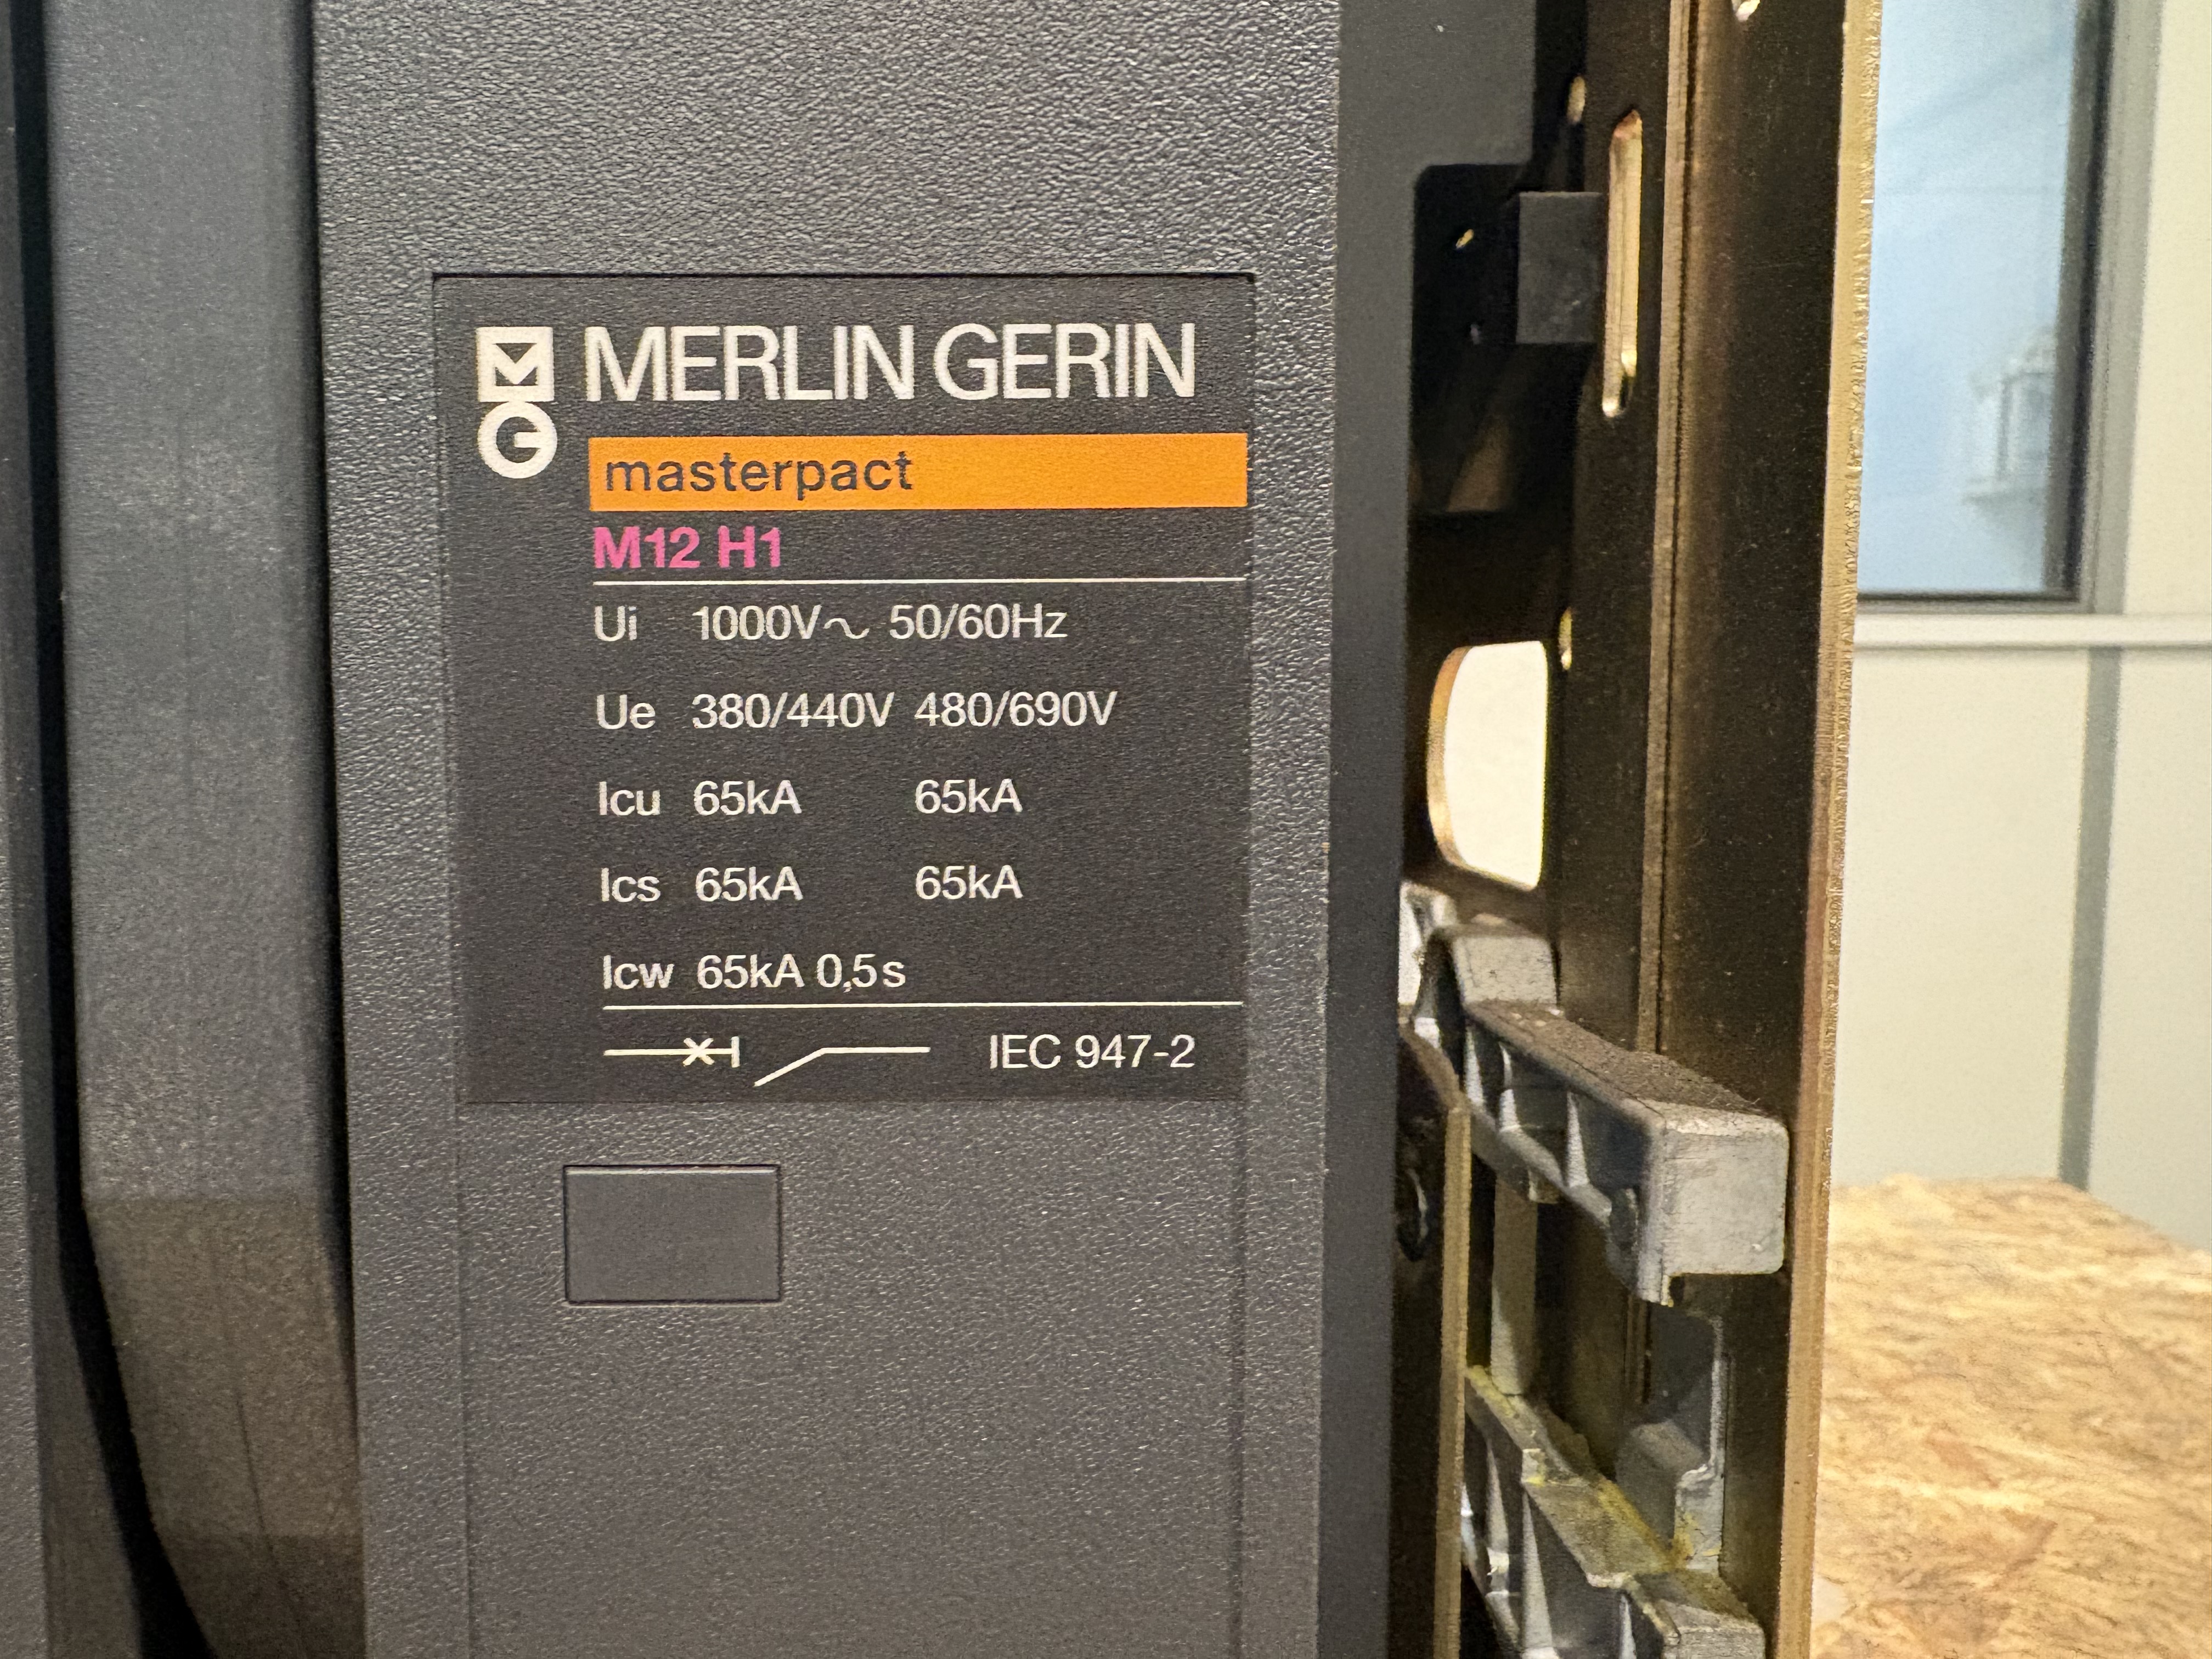 MG MERLIN GERIN
masterpact
M12 H1
Ui 1000V~ 50/60Hz
Ue 380/440V 480/690V
Icu 65kA 65kA
Ics 65kA 65kA
Icw 65kA 0,5s
IEC 947-2